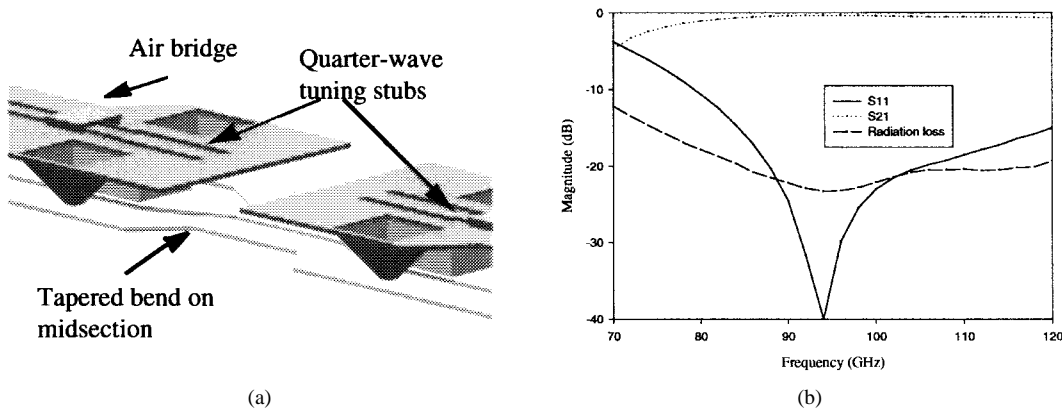 Air bridge
Quarter-wave
tuning stubs
Tapered bend on
midsection
(a)
0
-10
-20
-30
-40
Magnitude (dB)
S11
S21
Radiation loss
70
80
90
100
110
120
Frequency (GHz)
(b)